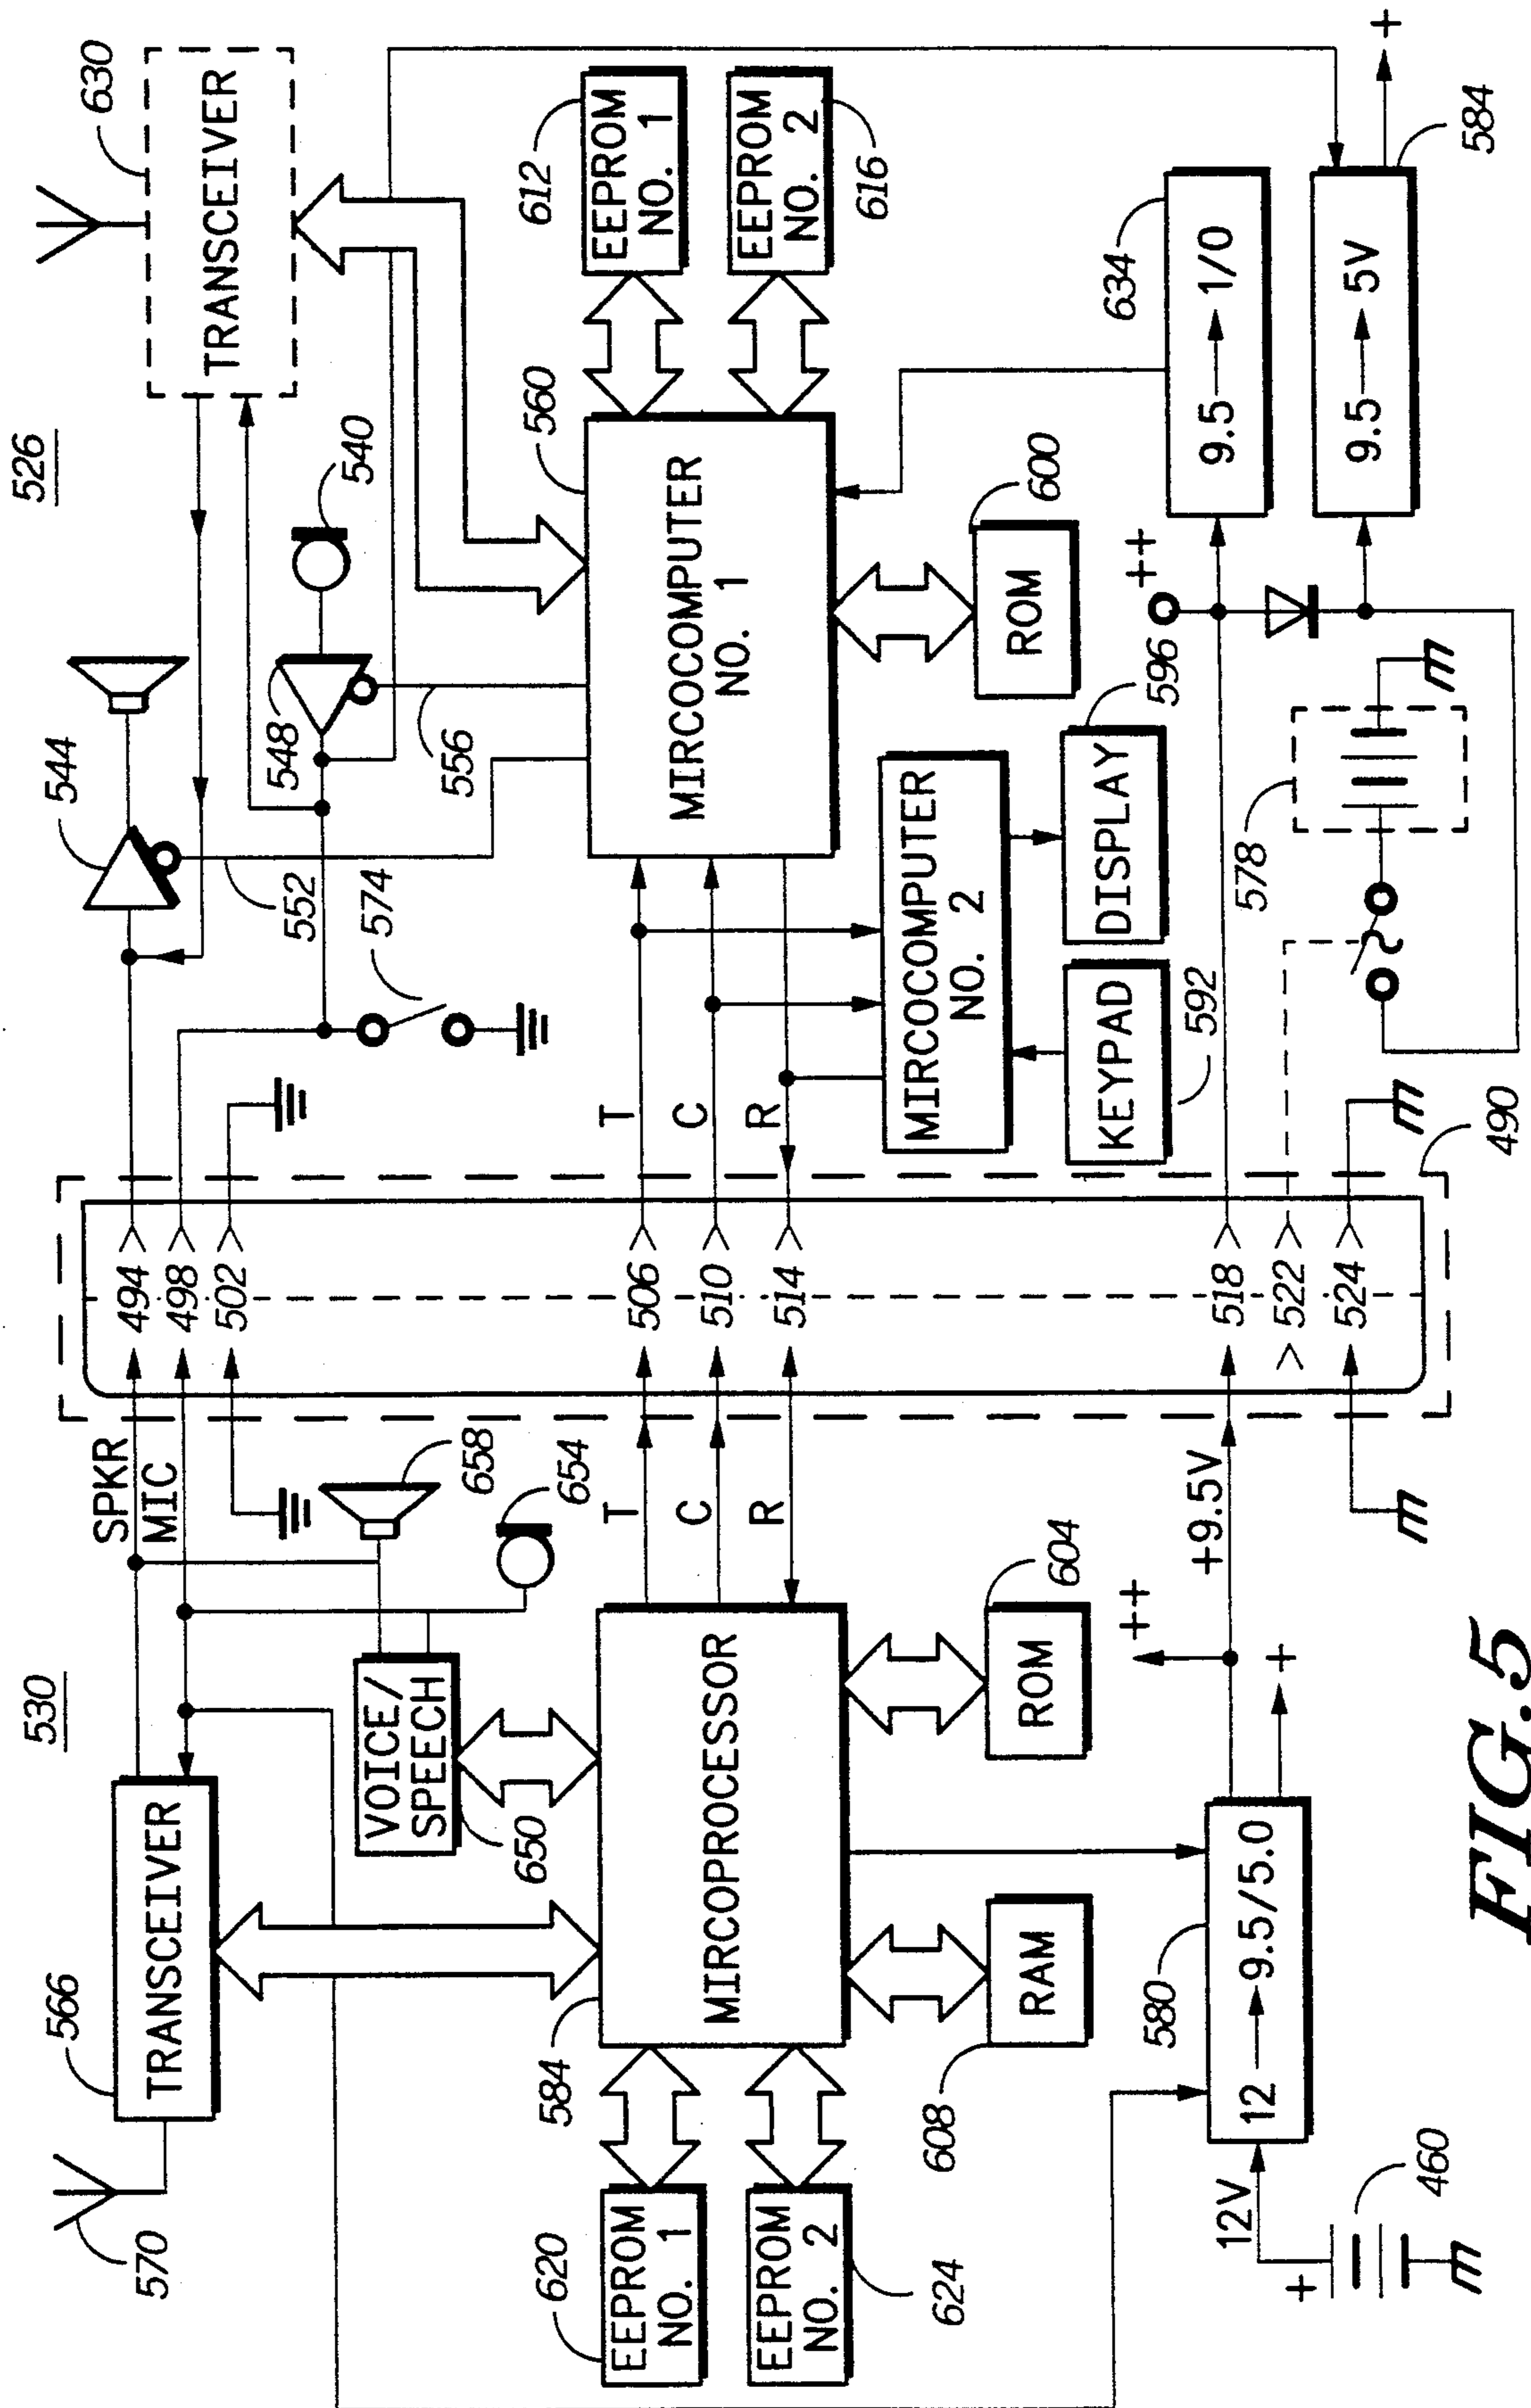 530
526
570
566
TRANSCEIVER
SPKR
MIC
494
498
502
544
552
574
548
556
540
TRANSCEIVER
630
VOICE/
SPEECH
650
658
654
584
MIRCOPROCESSOR
620
EEPROM
NO. 1
EEPROM
NO. 2
624
T
C
R
506
510
514
T
C
R
MIRCOCOMPUTER
NO. 1
560
612
EEPROM
NO. 1
EEPROM
NO. 2
616
608
RAM
ROM
604
MIRCOCOMPUTER
NO. 2
KEYPAD
592
DISPLAY
596
ROM
600
460
+
12V
580
12 9.5/5.0
++
+
+9.5V
518
522
524
490
578
++
634
9.5 1/0
9.5 5V
584
+
FIG.5